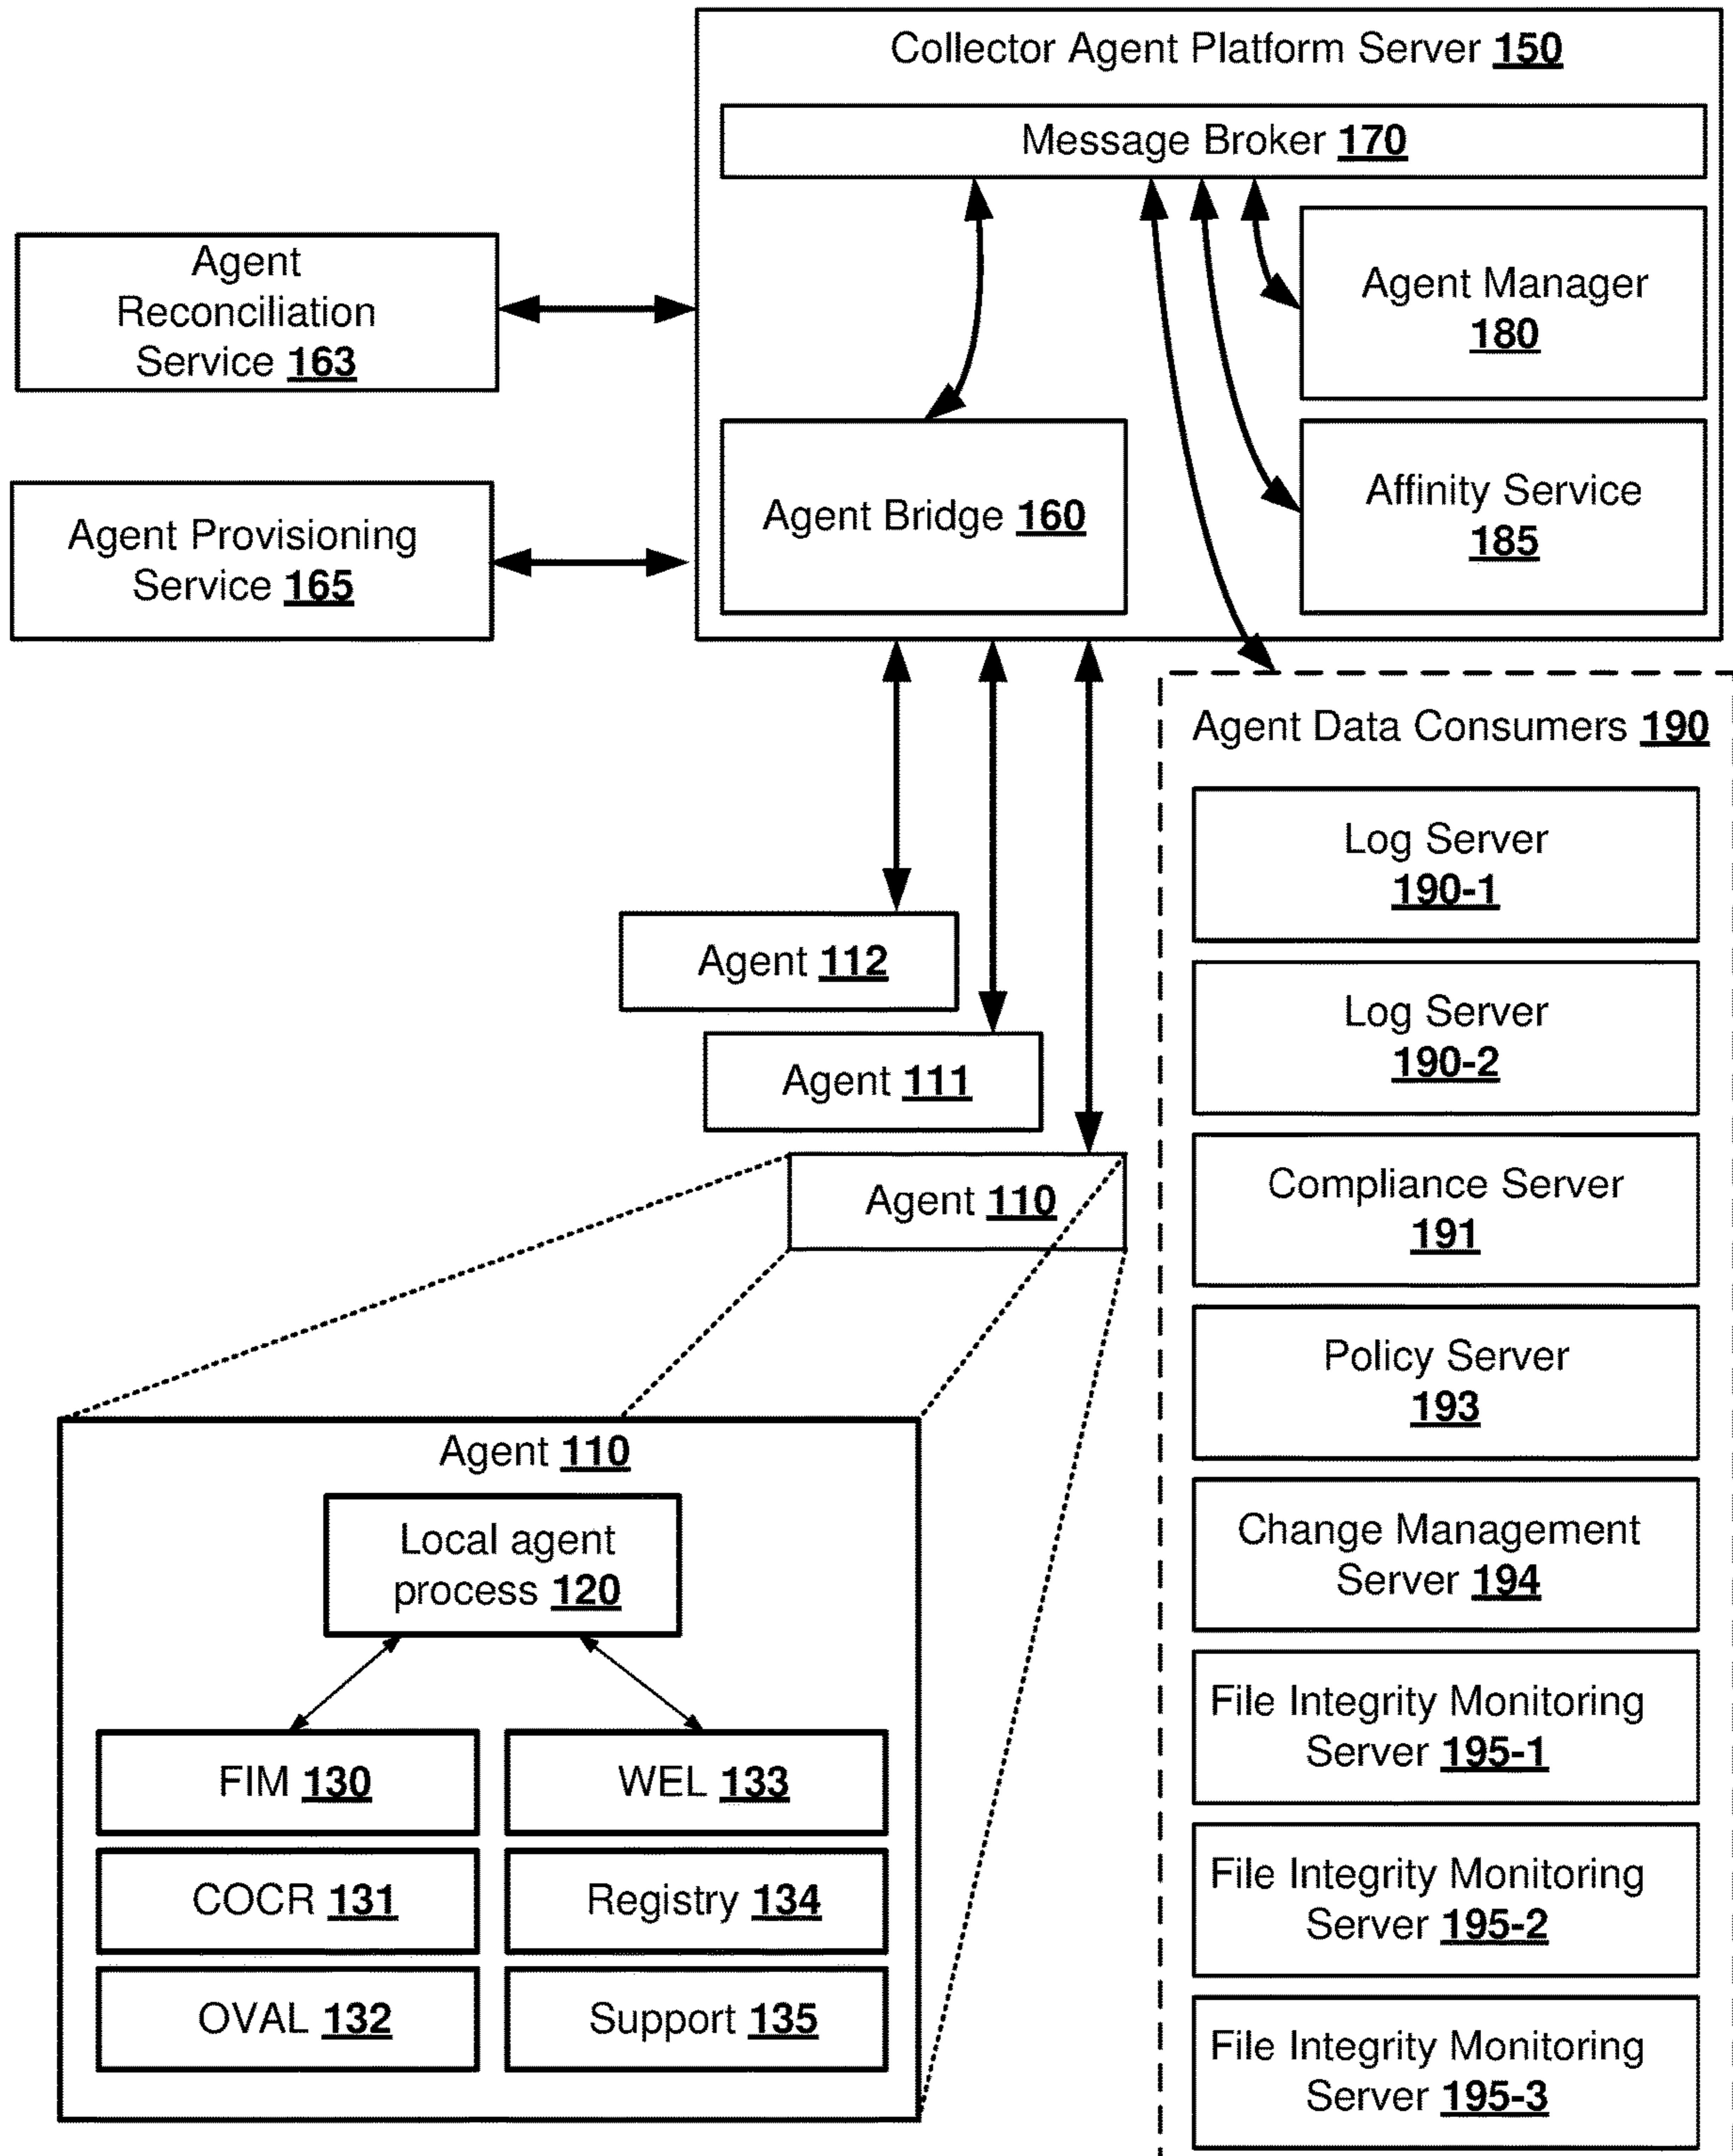 Collector Agent Platform Server 150
Message Broker 170
Agent
Reconciliation
Service 163
Agent Manager
180
Agent Bridge 160
Affinity Service
185
Agent Provisioning
Service 165
Agent Data Consumers 190
Log Server
190-1
Log Server
190-2
Compliance Server
191
Policy Server
193
Change Management
Server 194
File Integrity Monitoring
Server 195-1
File Integrity Monitoring
Server 195-2
File Integrity Monitoring
Server 195-3
Agent 112
Agent 111
Agent 110
Agent 110
Local agent
process 120
FIM 130
WEL 133
COCR 131
Registry 134
OVAL 132
Support 135